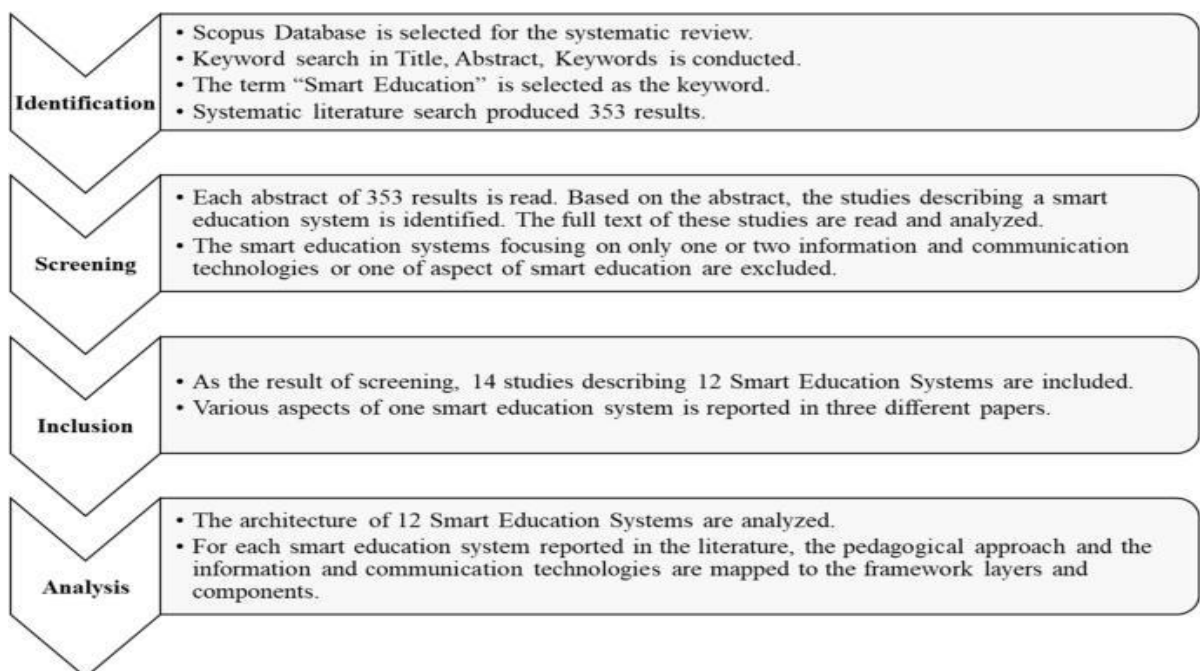 Identification
• Scopus Database is selected for the systematic review.
• Keyword search in Title, Abstract, Keywords is conducted.
• The term “Smart Education” is selected as the keyword.
• Systematic literature search produced 353 results.
Screening
• Each abstract of 353 results is read. Based on the abstract, the studies describing a smart
education system is identified. The full text of these studies are read and analyzed.
• The smart education systems focusing on only one or two information and communication
technologies or one of aspect of smart education are excluded.
Inclusion
• As the result of screening, 14 studies describing 12 Smart Education Systems are included.
• Various aspects of one smart education system is reported in three different papers.
Analysis
• The architecture of 12 Smart Education Systems are analyzed.
• For each smart education system reported in the literature, the pedagogical approach and the
information and communication technologies are mapped to the framework layers and
components.